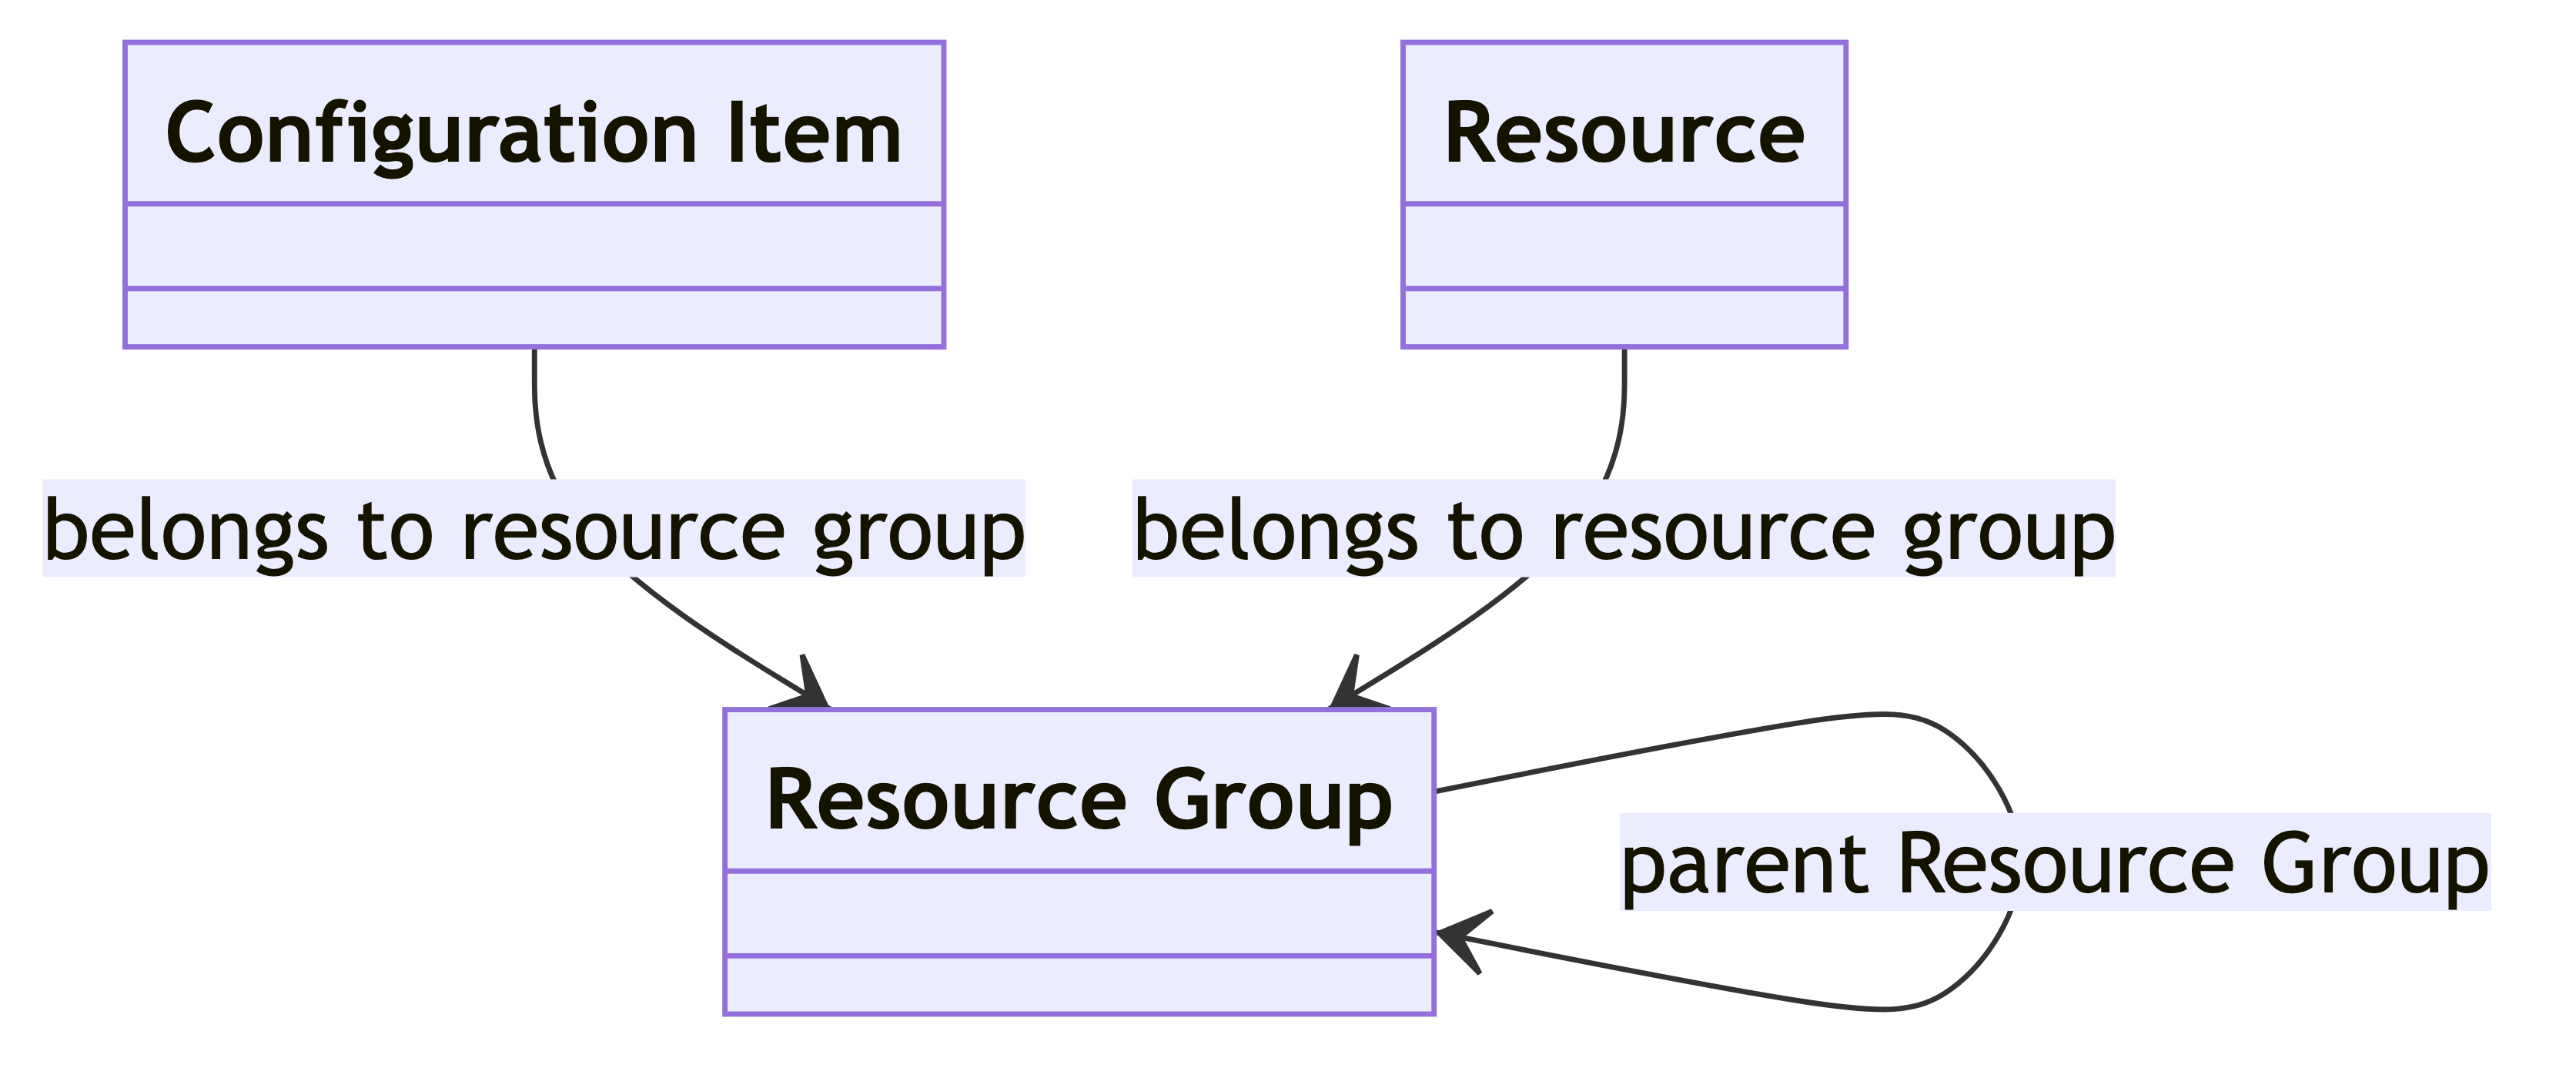 Configuration Item
Resource
belongs to resource group
belongs to resource group
Resource Group
parent Resource Group